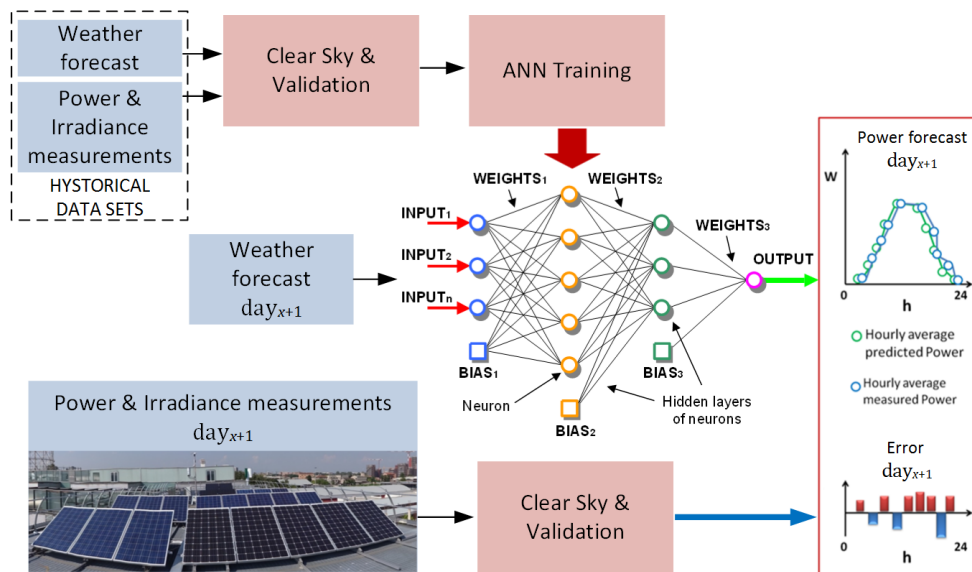 Weather
forecast
Power &
Irradiance
measurements
HYSTORICAL
DATA SETS
Clear Sky &
Validation
ANN Training
Weather
forecast
dayx+1
WEIGHTS1
WEIGHTS2
WEIGHTS3
INPUT1
INPUT2
INPUTn
OUTPUT
BIAS1
BIAS2
BIAS3
Neuron
Hidden layers
of neurons
Power forecast
dayx+1
W
0
24
h
Hourly average
predicted Power
Hourly average
measured Power
Power & Irradiance measurements
dayx+1
Clear Sky &
Validation
Error
dayx+1
0
24
h